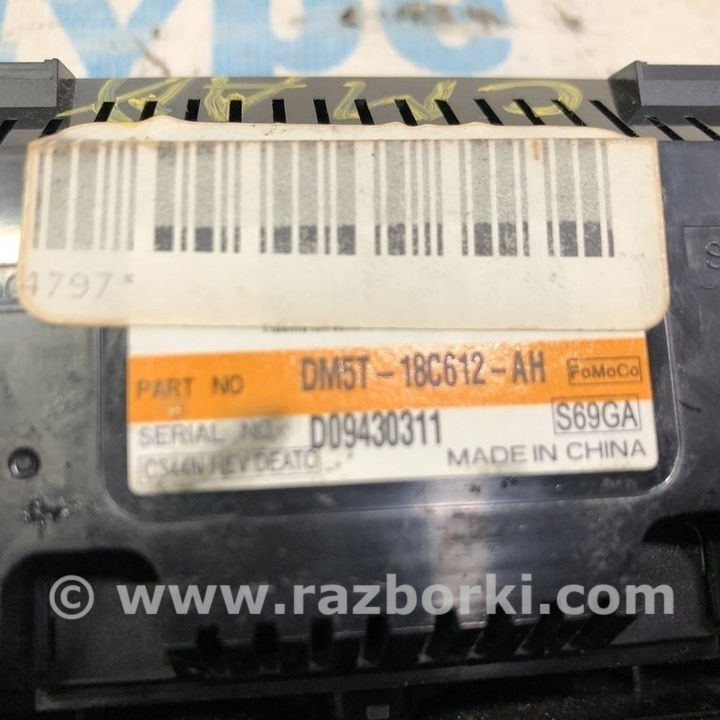 4797*
PART NO DM5T-18C612-AH FoMoCo
SERIAL NO. D09430311 S69GA
MADE IN CHINA
© www.razborki.com